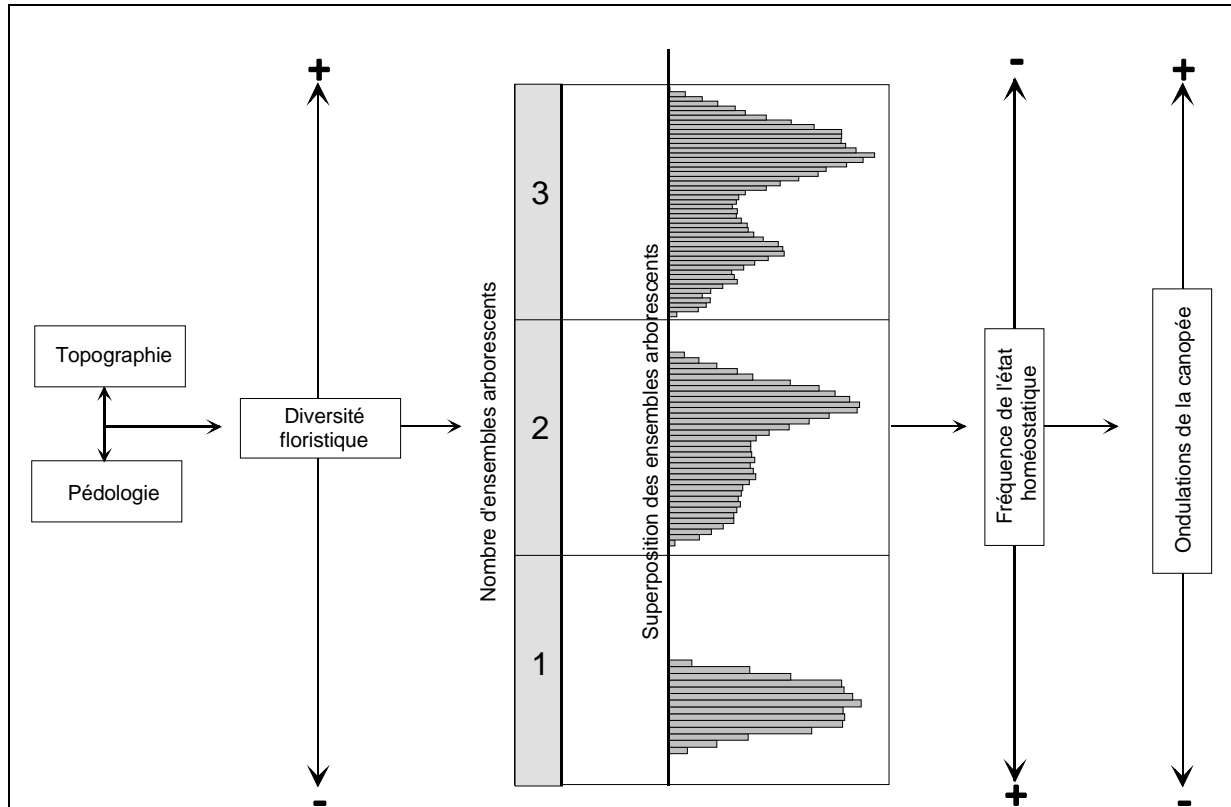 Topographie
Pédologie
+
Diversité
floristique
-
Nombre d'ensembles arborescents
3
2
1
Superposition des ensembles arborescents
-
Fréquence de l'état
homéostatique
+
+
Ondulations de la canopée
-